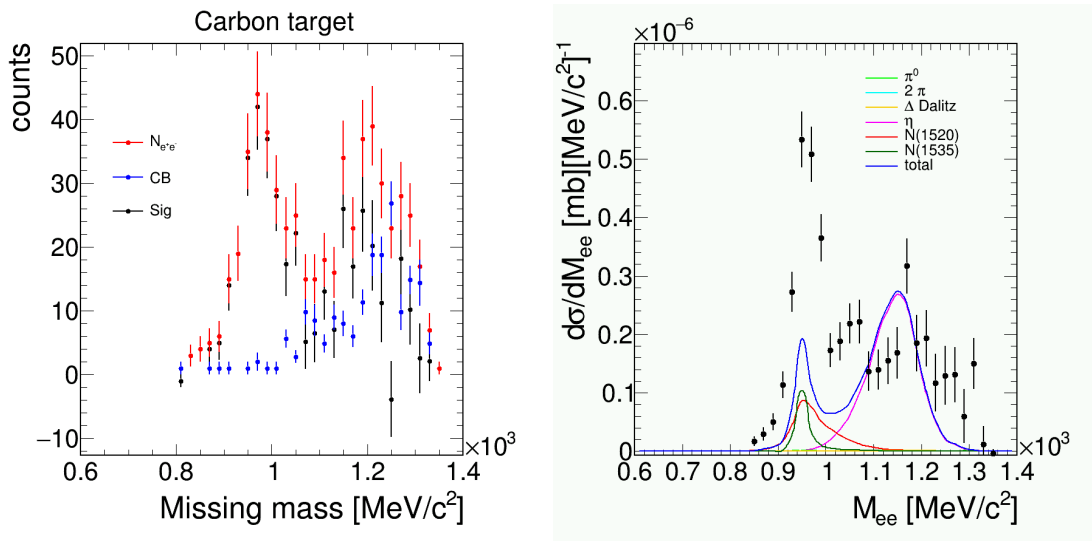 Carbon target
counts
50
40
30
20
10
0
−10
N e⁺e⁻
CB
Sig
0.6 0.8 1 1.2 1.4
×10³
Missing mass [MeV/c²]
×10⁻⁶
dσ/dMee [mb][MeV/c²]⁻¹
0.6
0.5
0.4
0.3
0.2
0.1
0
π⁰
2 π
Δ Dalitz
η
N(1520)
N(1535)
total
0.6 0.7 0.8 0.9 1 1.1 1.2 1.3 1.4
×10³
Mee [MeV/c²]